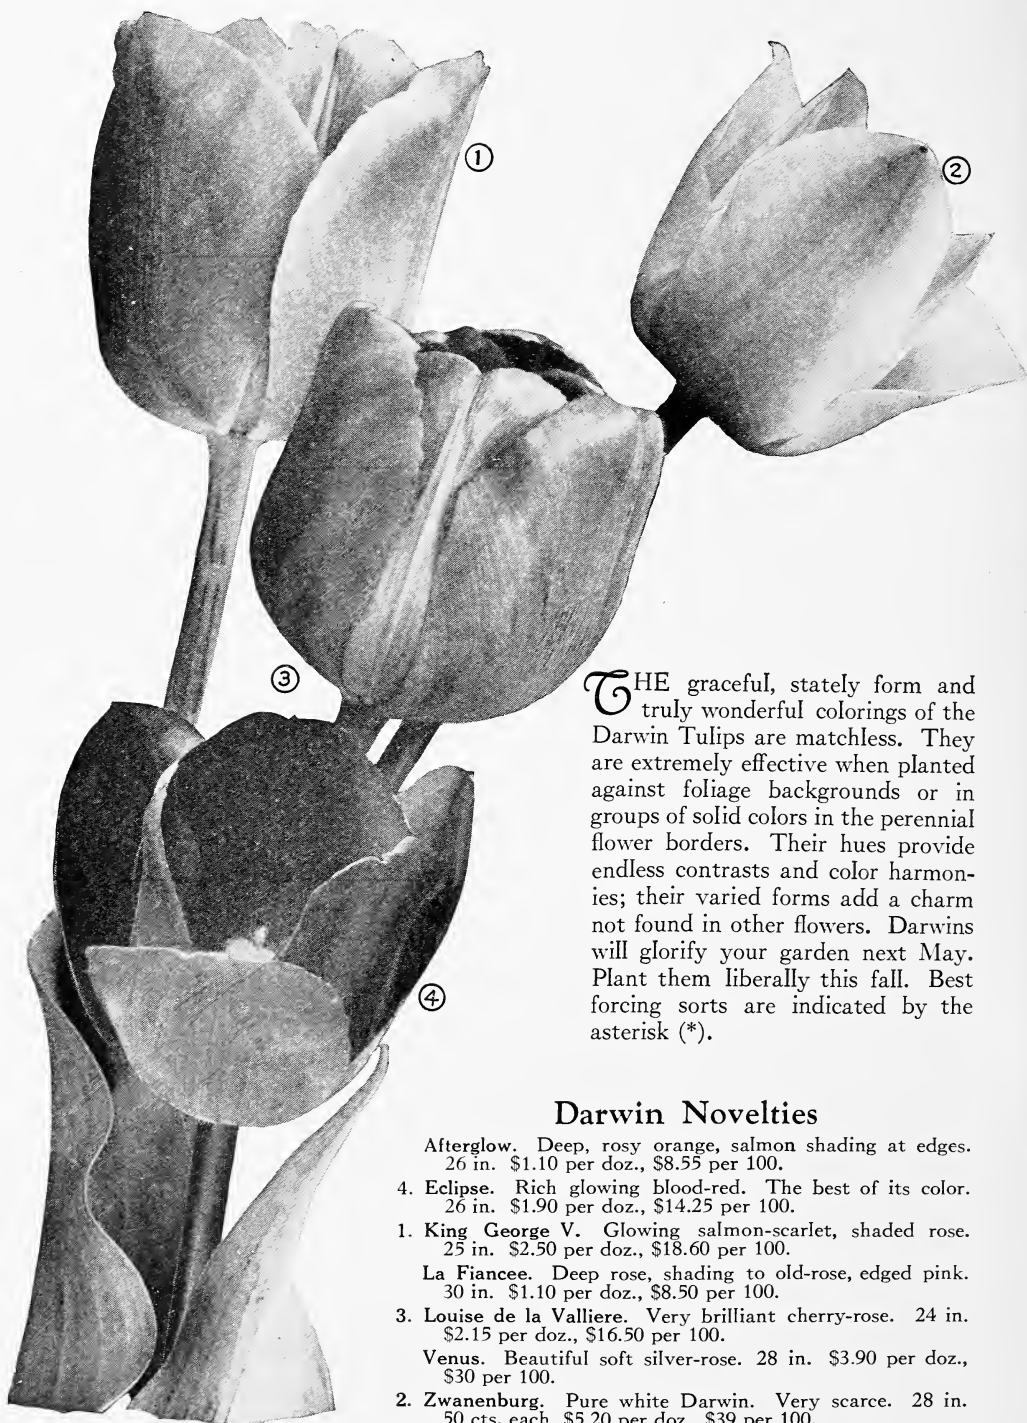 ①
②
③
④
THE graceful, stately form and
truly wonderful colorings of the
Darwin Tulips are matchless. They
are extremely effective when planted
against foliage backgrounds or in
groups of solid colors in the perennial
flower borders. Their hues provide
endless contrasts and color harmon-
ies; their varied forms add a charm
not found in other flowers. Darwins
will glorify your garden next May.
Plant them liberally this fall. Best
forcing sorts are indicated by the
asterisk (*).
Darwin Novelties
Afterglow. Deep, rosy orange, salmon shading at edges.
26 in. $1.10 per doz., $8.55 per 100.
4. Eclipse. Rich glowing blood-red. The best of its color.
26 in. $1.90 per doz., $14.25 per 100.
1. King George V. Glowing salmon-scarlet, shaded rose.
25 in. $2.50 per doz., $18.60 per 100.
La Fiancee. Deep rose, shading to old-rose, edged pink.
30 in. $1.10 per doz., $8.50 per 100.
3. Louise de la Valliere. Very brilliant cherry-rose. 24 in.
$2.15 per doz., $16.50 per 100.
Venus. Beautiful soft silver-rose. 28 in. $3.90 per doz.,
$30 per 100.
2. Zwanenburg. Pure white Darwin. Very scarce. 28 in.
50 cts. each, $5.20 per doz., $39 per 100.